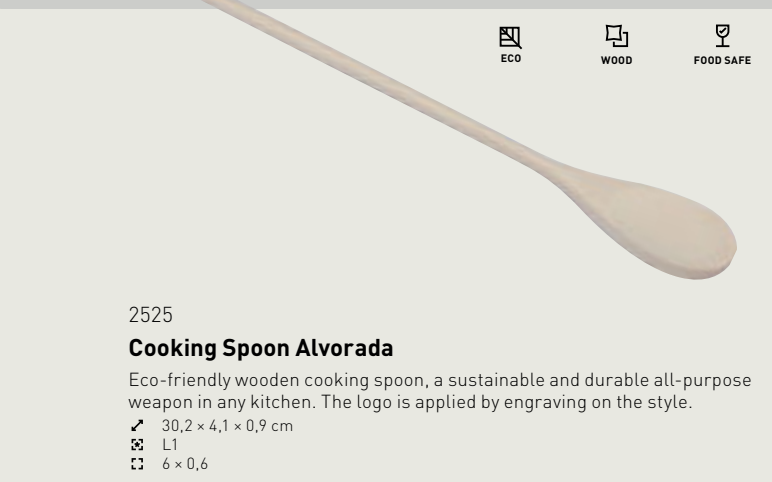 ECO
WOOD
FOOD SAFE
2525
Cooking Spoon Alvorada
Eco-friendly wooden cooking spoon, a sustainable and durable all-purpose
weapon in any kitchen. The logo is applied by engraving on the style.
30,2 × 4,1 × 0,9 cm
L1
6 × 0,6